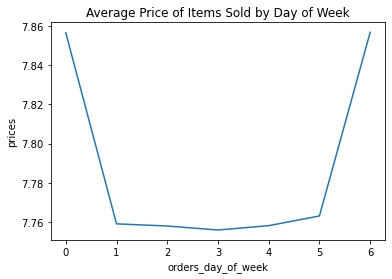 Average Price of Items Sold by Day of Week
7.86
7.84
7.82
7.80
7.78
7.76
prices
0 1 2 3 4 5 6
orders_day_of_week